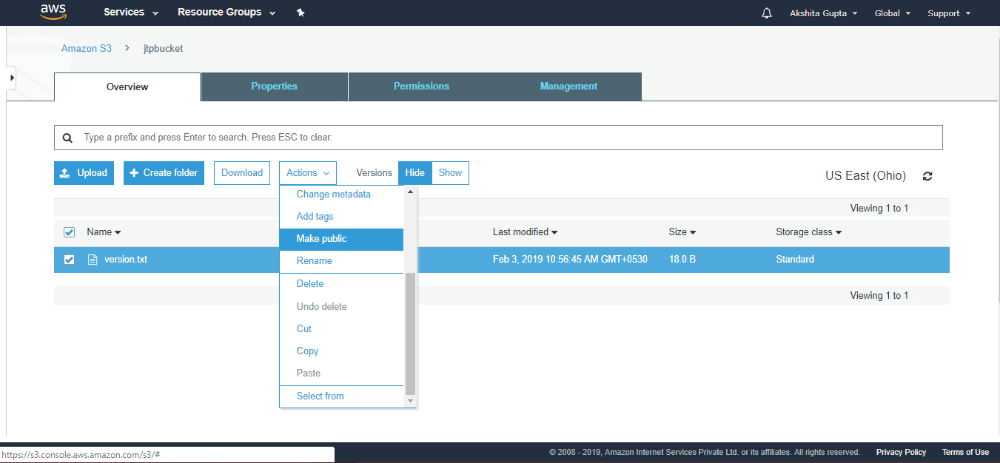 aws Services Resource Groups Akshita Gupta Global Support
Amazon S3 > jtpbucket
Overview Properties Permissions Management
Type a prefix and press Enter to search. Press ESC to clear.
Upload + Create folder Download Actions Versions Hide Show US East (Ohio)
Viewing 1 to 1
Name Last modified Size Storage class
version.txt Feb 3, 2019 10:56:45 AM GMT+0530 18.0 B Standard
Viewing 1 to 1
Change metadata
Add tags
Make public
Rename
Delete
Undo delete
Cut
Copy
Paste
Select from
https://s3.console.aws.amazon.com/s3/# © 2008 - 2019, Amazon Internet Services Private Ltd. or its affiliates. All rights reserved. Privacy Policy Terms of Use